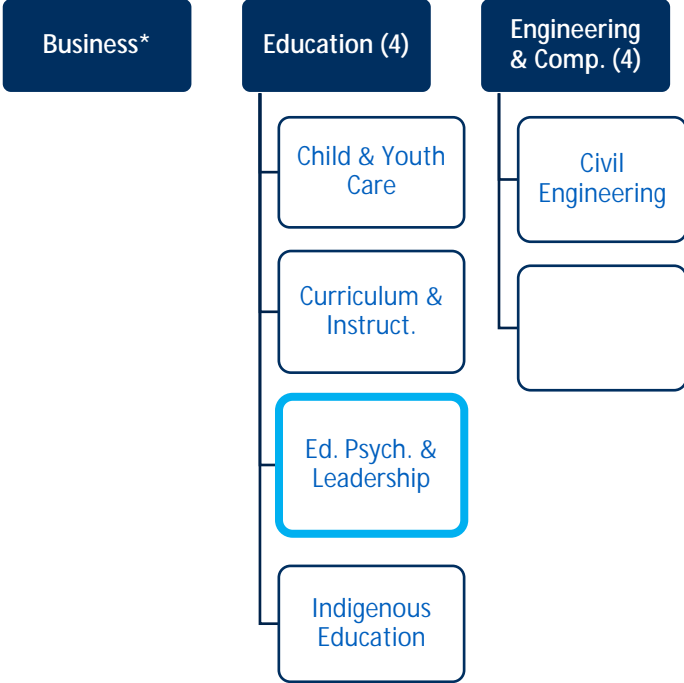 Business*
Education (4)
Engineering
& Comp. (4)
Child & Youth
Care
Civil
Engineering
Curriculum &
Instruct.
Ed. Psych. &
Leadership
Indigenous
Education